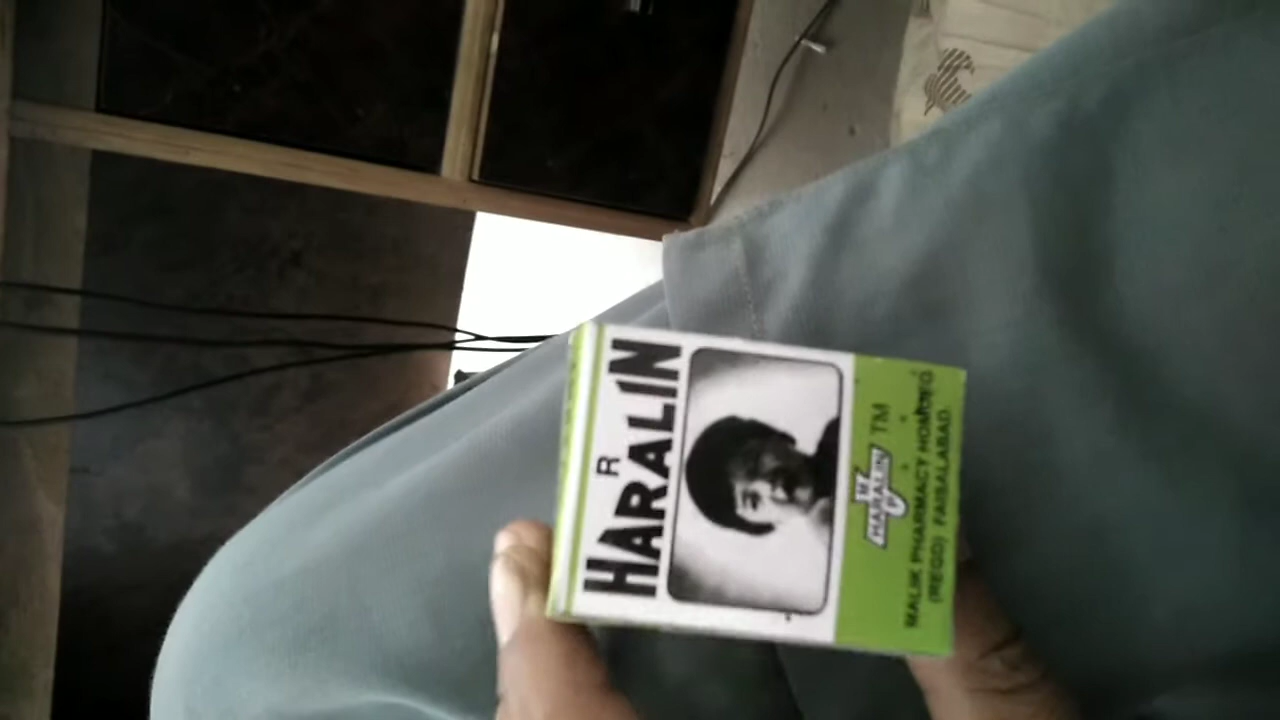 R
HARALIN
TM
M
HARALIN
P
MALIK PHARMACY HOMOEO
(REGD) FAISALABAD